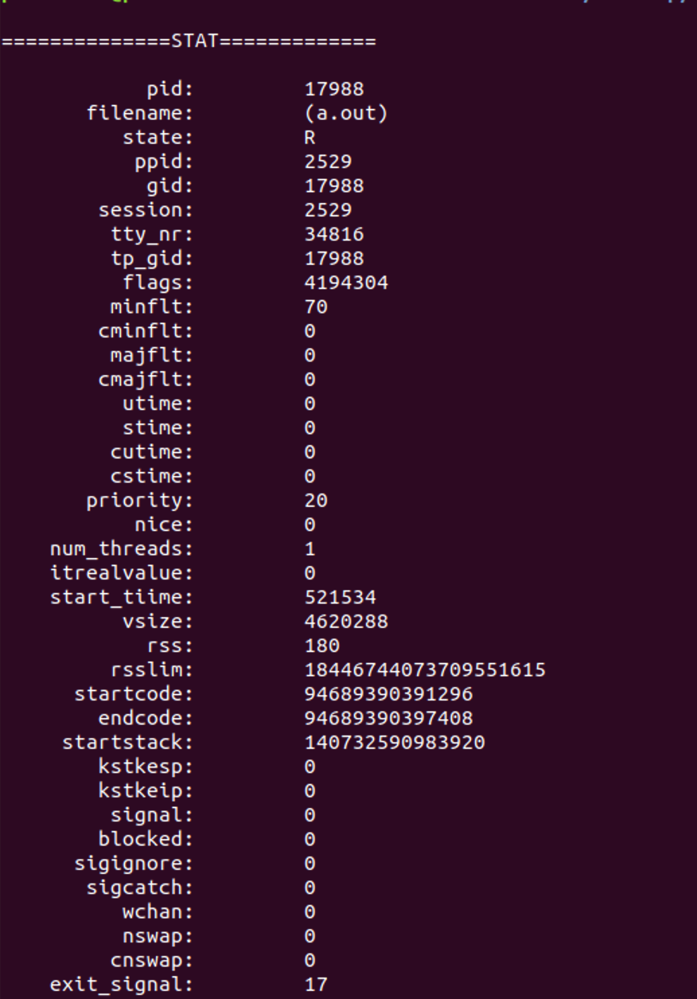 ==============STAT=============
pid: 17988
filename: (a.out)
state: R
ppid: 2529
gid: 17988
session: 2529
tty_nr: 34816
tp_gid: 17988
flags: 4194304
minflt: 70
cminflt: 0
majflt: 0
cmajflt: 0
utime: 0
stime: 0
cutime: 0
cstime: 0
priority: 20
nice: 0
num_threads: 1
itrealvalue: 0
start_tiime: 521534
vsize: 4620288
rss: 180
rsslim: 18446744073709551615
startcode: 94689390391296
endcode: 94689390397408
startstack: 140732590983920
kstkesp: 0
kstkeip: 0
signal: 0
blocked: 0
sigignore: 0
sigcatch: 0
wchan: 0
nswap: 0
cnswap: 0
exit_signal: 17